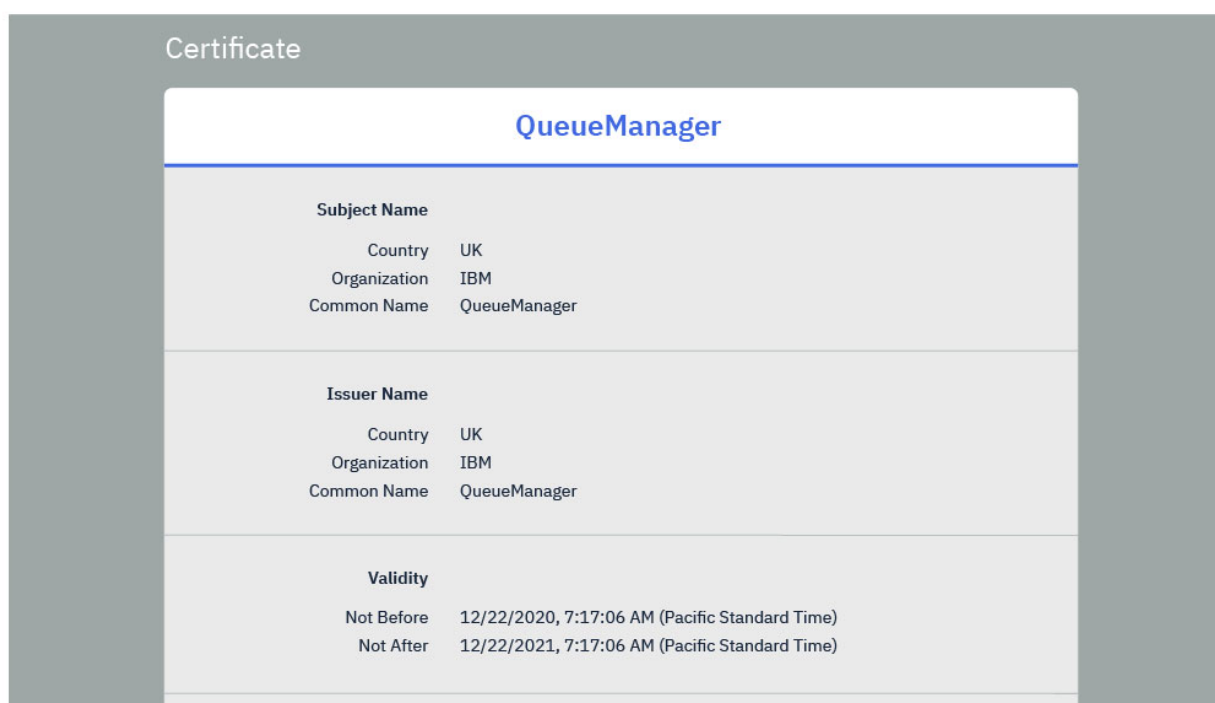 Certificate
QueueManager
Subject Name
Country UK
Organization IBM
Common Name QueueManager
Issuer Name
Country UK
Organization IBM
Common Name QueueManager
Validity
Not Before 12/22/2020, 7:17:06 AM (Pacific Standard Time)
Not After 12/22/2021, 7:17:06 AM (Pacific Standard Time)